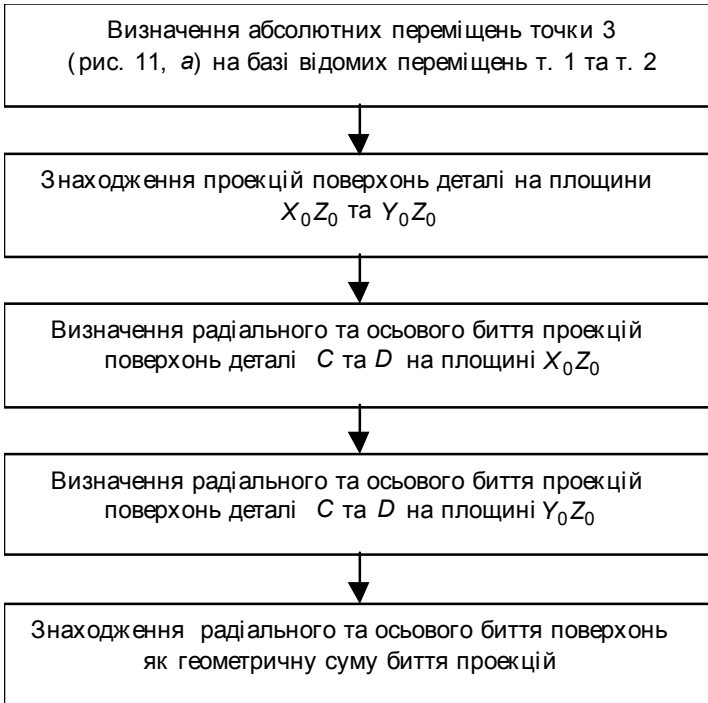 Визначення абсолютних переміщень точки 3
(рис. 11, а) на базі відомих переміщень т. 1 та т. 2
Знаходження проекцій поверхонь деталі на площини
X₀Z₀ та Y₀Z₀
Визначення радіального та осьового биття проекцій
поверхонь деталі C та D на площині X₀Z₀
Визначення радіального та осьового биття проекцій
поверхонь деталі C та D на площині Y₀Z₀
Знаходження радіального та осьового биття поверхонь
як геометричну суму биття проекцій